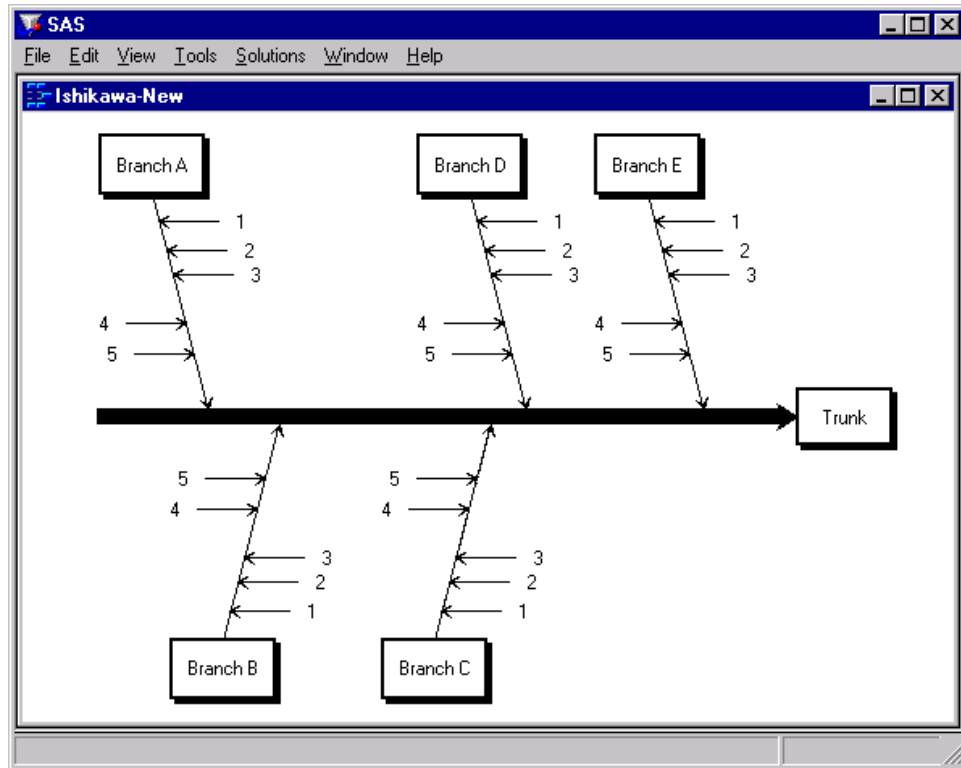 SAS
File Edit View Tools Solutions Window Help
Ishikawa-New
Branch A Branch D Branch E
1 1 1
2 2 2
3 3 3
4 4 4
5 5 5
Trunk
5 5
4 4
3 3
2 2
1 1
Branch B Branch C